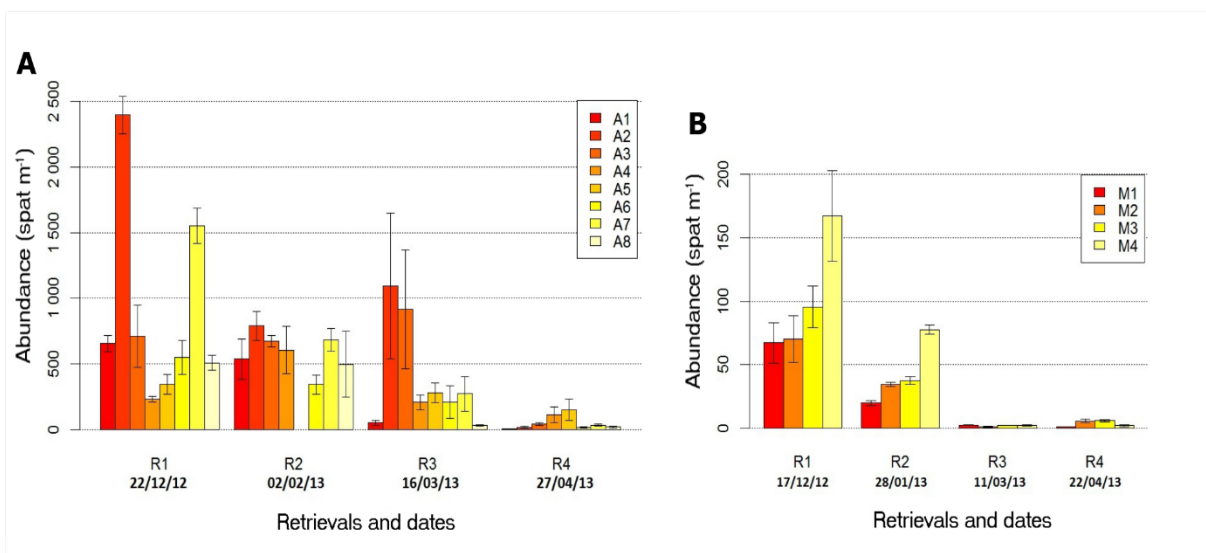 A
Abundance (spat m⁻¹)
2 500
2 000
1 500
1 000
500
0
A1
A2
A3
A4
A5
A6
A7
A8
R1
R2
R3
R4
22/12/12
02/02/13
16/03/13
27/04/13
Retrievals and dates
B
Abundance (spat m⁻¹)
200
150
100
50
0
M1
M2
M3
M4
R1
R2
R3
R4
17/12/12
28/01/13
11/03/13
22/04/13
Retrievals and dates